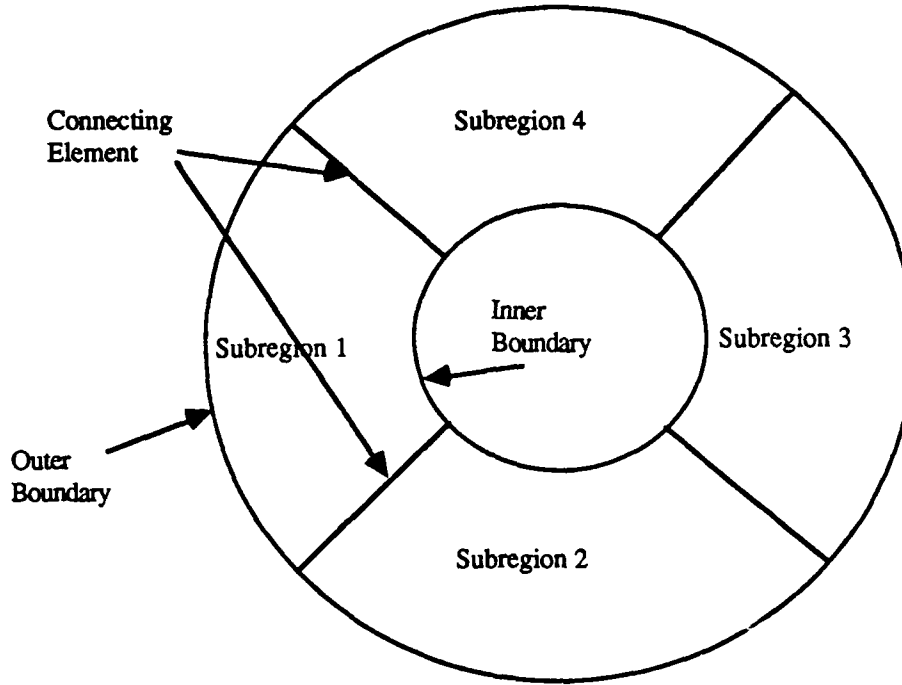 Connecting
Element
Subregion 4
Inner
Boundary
Subregion 1
Subregion 3
Outer
Boundary
Subregion 2